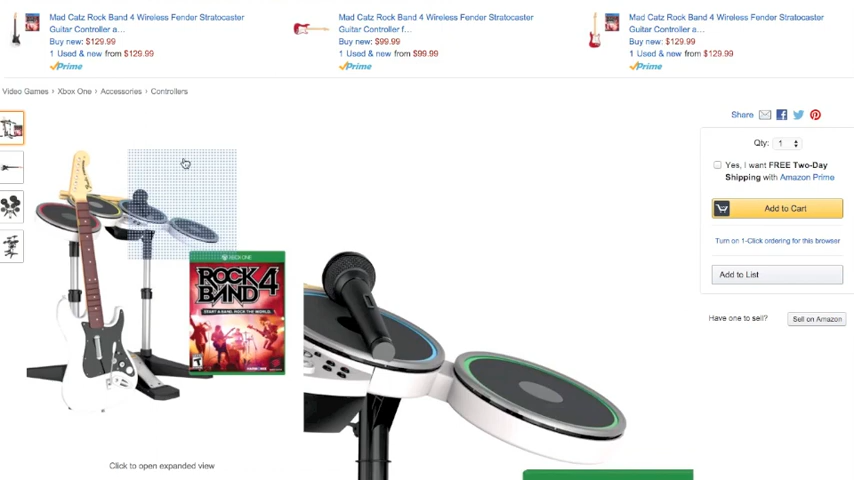 Mad Catz Rock Band 4 Wireless Fender Stratocaster
Guitar Controller a...
Buy new: $129.99
1 Used & new from $129.99
Prime
Mad Catz Rock Band 4 Wireless Fender Stratocaster
Guitar Controller f...
Buy new: $99.99
1 Used & new from $99.99
Prime
Mad Catz Rock Band 4 Wireless Fender Stratocaster
Guitar Controller a...
Buy new: $129.99
1 Used & new from $129.99
Prime
Video Games › Xbox One › Accessories › Controllers
Share
Qty: 1
Yes, I want FREE Two-Day
Shipping with Amazon Prime
Add to Cart
Turn on 1-Click ordering for this browser
Add to List
Have one to sell?
Sell on Amazon
XBOX ONE
ROCK
BAND 4
START A BAND. ROCK THE WORLD.
Click to open expanded view